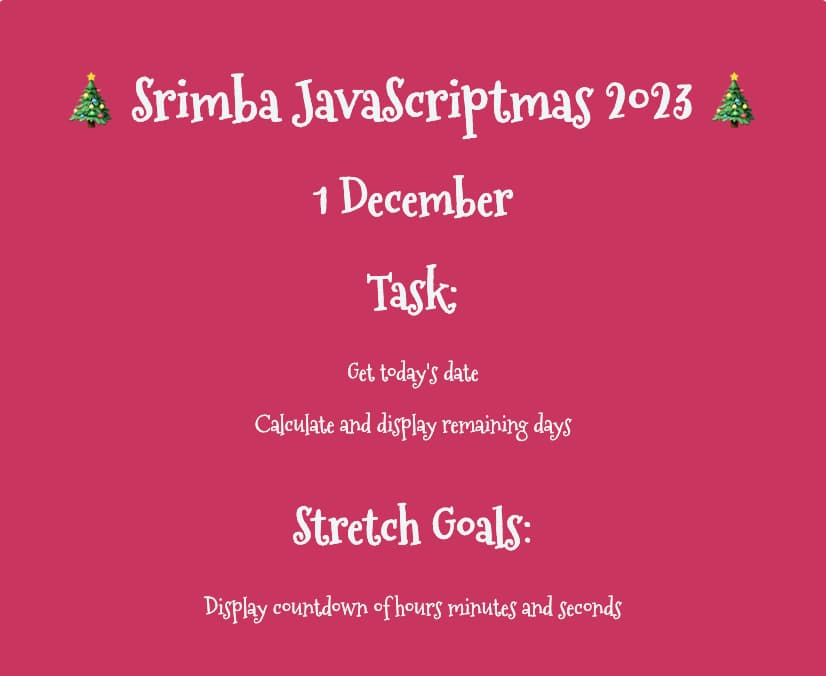 🎄 Srimba JavaScriptmas 2023 🎄
1 December
Task:
Get today's date
Calculate and display remaining days
Stretch Goals:
Display countdown of hours minutes and seconds